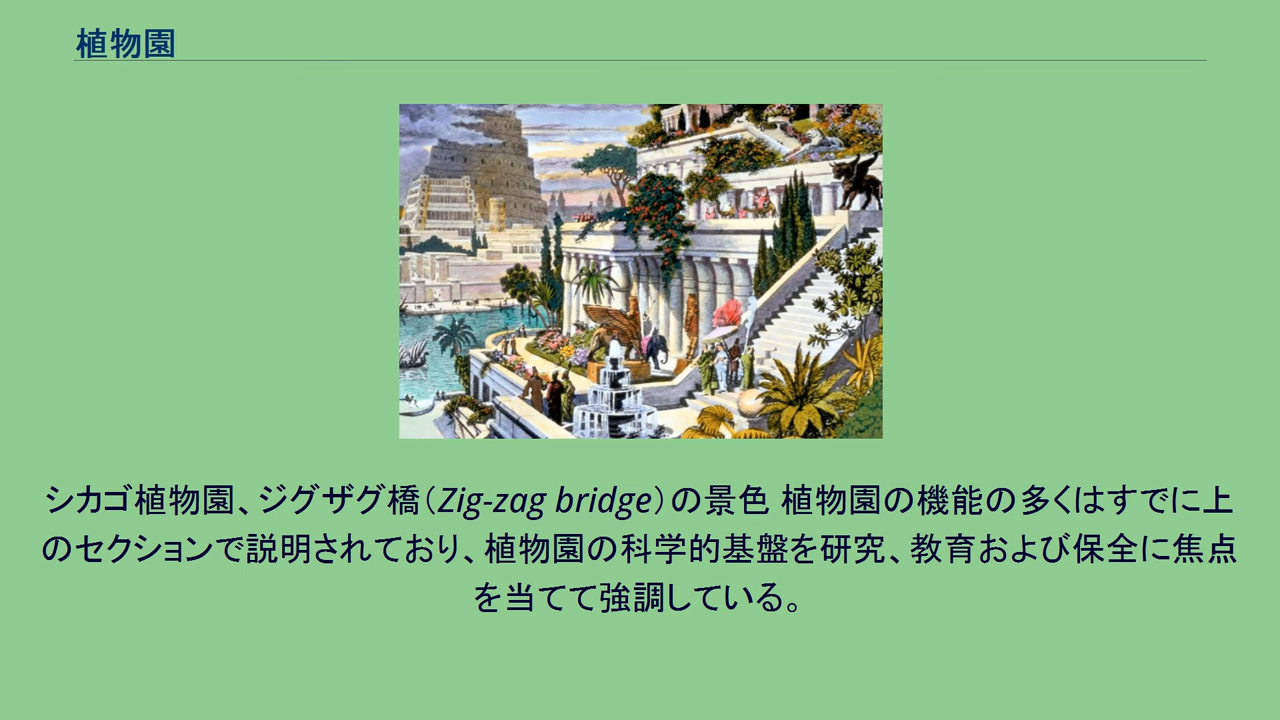 植物園
シカゴ植物園、ジグザグ橋（Zig-zag bridge）の景色 植物園の機能の多くはすでに上
のセクションで説明されており、植物園の科学的基盤を研究、教育および保全に焦点
を当てて強調している。